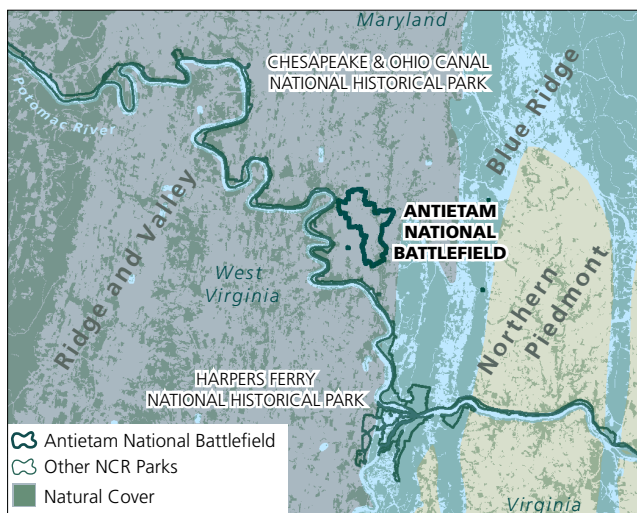 Maryland
CHESAPEAKE & OHIO CANAL
NATIONAL HISTORICAL PARK
Potomac River
Blue Ridge
Ridge and Valley
ANTIETAM
NATIONAL
BATTLEFIELD
West
Virginia
Northern
Piedmont
HARPERS FERRY
NATIONAL HISTORICAL PARK
Antietam National Battlefield
Other NCR Parks
Natural Cover
Virginia